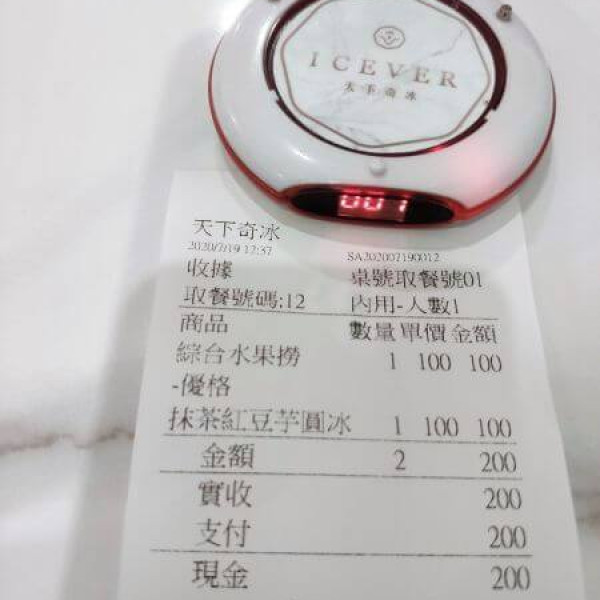 ICEVER
天下奇冰
001
天下奇冰
2020/7/19 12:37 SA202007190012
收據 桌號取餐號01
取餐號碼:12 內用-人數1
商品 數量 單價 金額
綜台水果撈 1 100 100
-優格
抹茶紅豆芋圓冰 1 100 100
金額 2 200
實收 200
支付 200
現金 200